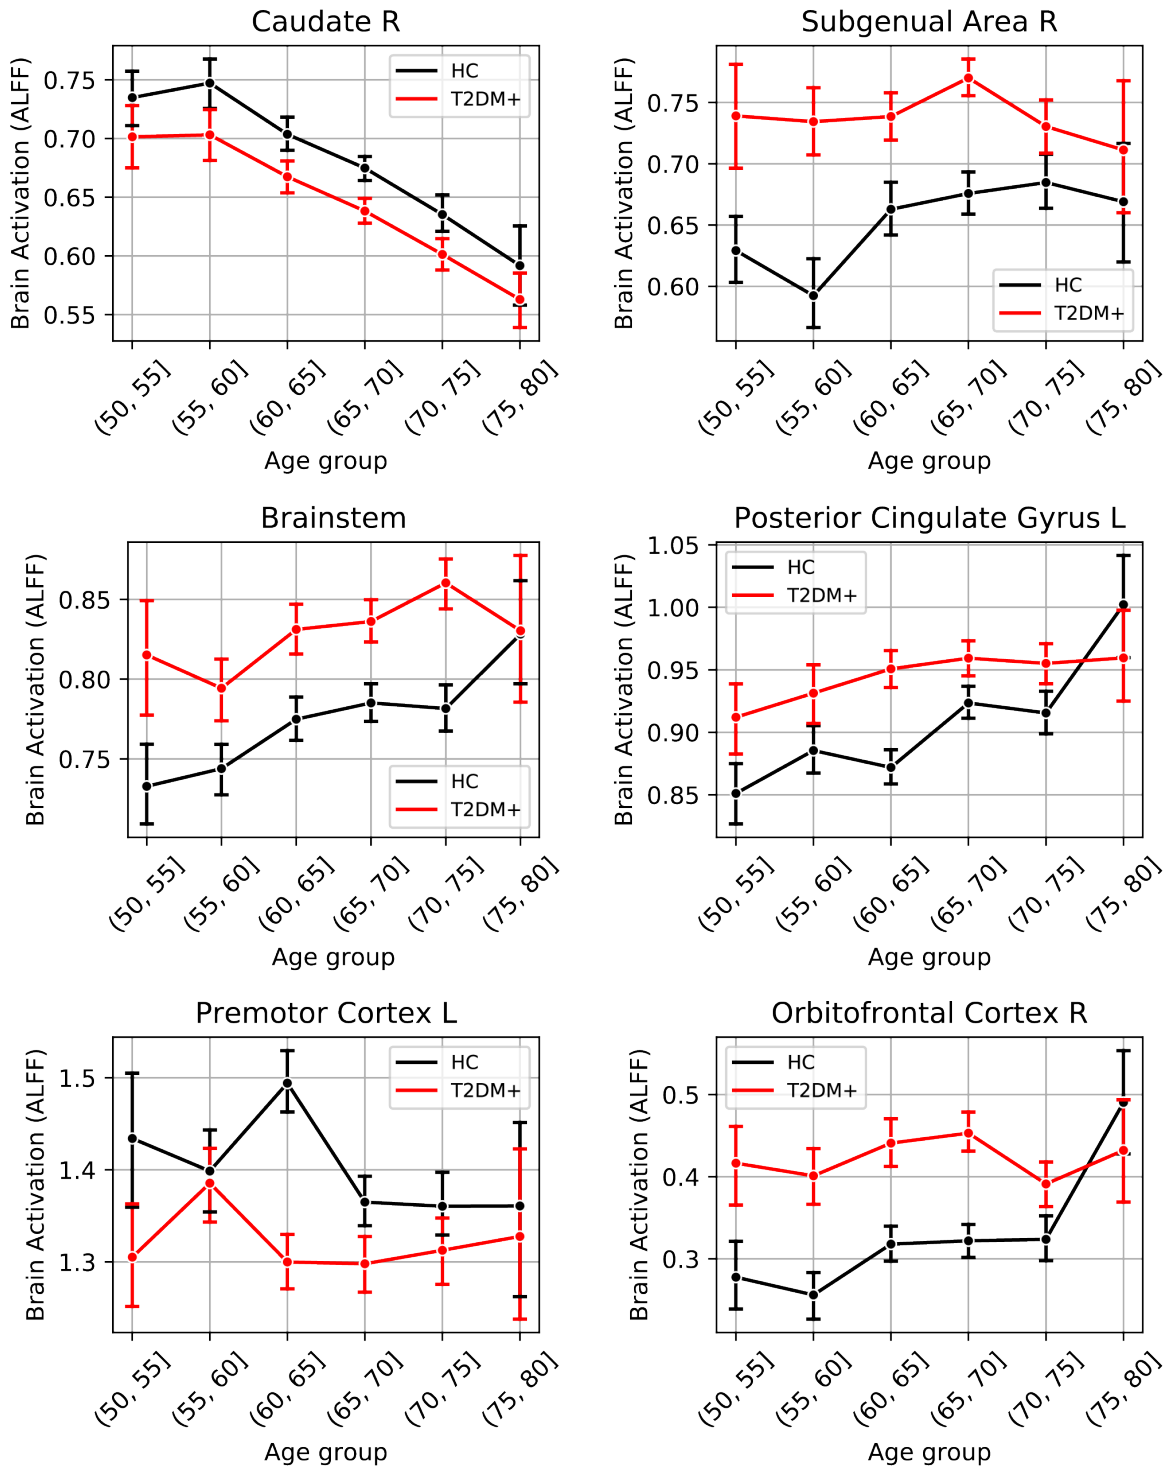 Caudate R
Brain Activation (ALFF)
0.75
0.70
0.65
0.60
0.55
HC
T2DM+
(50, 55]
(55, 60]
(60, 65]
(65, 70]
(70, 75]
(75, 80]
Age group
Subgenual Area R
Brain Activation (ALFF)
0.75
0.70
0.65
0.60
HC
T2DM+
(50, 55]
(55, 60]
(60, 65]
(65, 70]
(70, 75]
(75, 80]
Age group
Brainstem
Brain Activation (ALFF)
0.85
0.80
0.75
HC
T2DM+
(50, 55]
(55, 60]
(60, 65]
(65, 70]
(70, 75]
(75, 80]
Age group
Posterior Cingulate Gyrus L
Brain Activation (ALFF)
1.05
1.00
0.95
0.90
0.85
HC
T2DM+
(50, 55]
(55, 60]
(60, 65]
(65, 70]
(70, 75]
(75, 80]
Age group
Premotor Cortex L
Brain Activation (ALFF)
1.5
1.4
1.3
HC
T2DM+
(50, 55]
(55, 60]
(60, 65]
(65, 70]
(70, 75]
(75, 80]
Age group
Orbitofrontal Cortex R
Brain Activation (ALFF)
0.5
0.4
0.3
HC
T2DM+
(50, 55]
(55, 60]
(60, 65]
(65, 70]
(70, 75]
(75, 80]
Age group